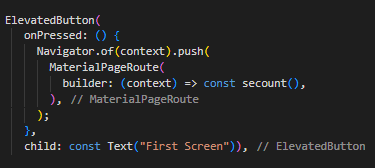 ElevatedButton(
  onPressed: () {
    Navigator.of(context).push(
      MaterialPageRoute(
        builder: (context) => const secount(),
      ), // MaterialPageRoute
    );
  },
  child: const Text("First Screen")), // ElevatedButton